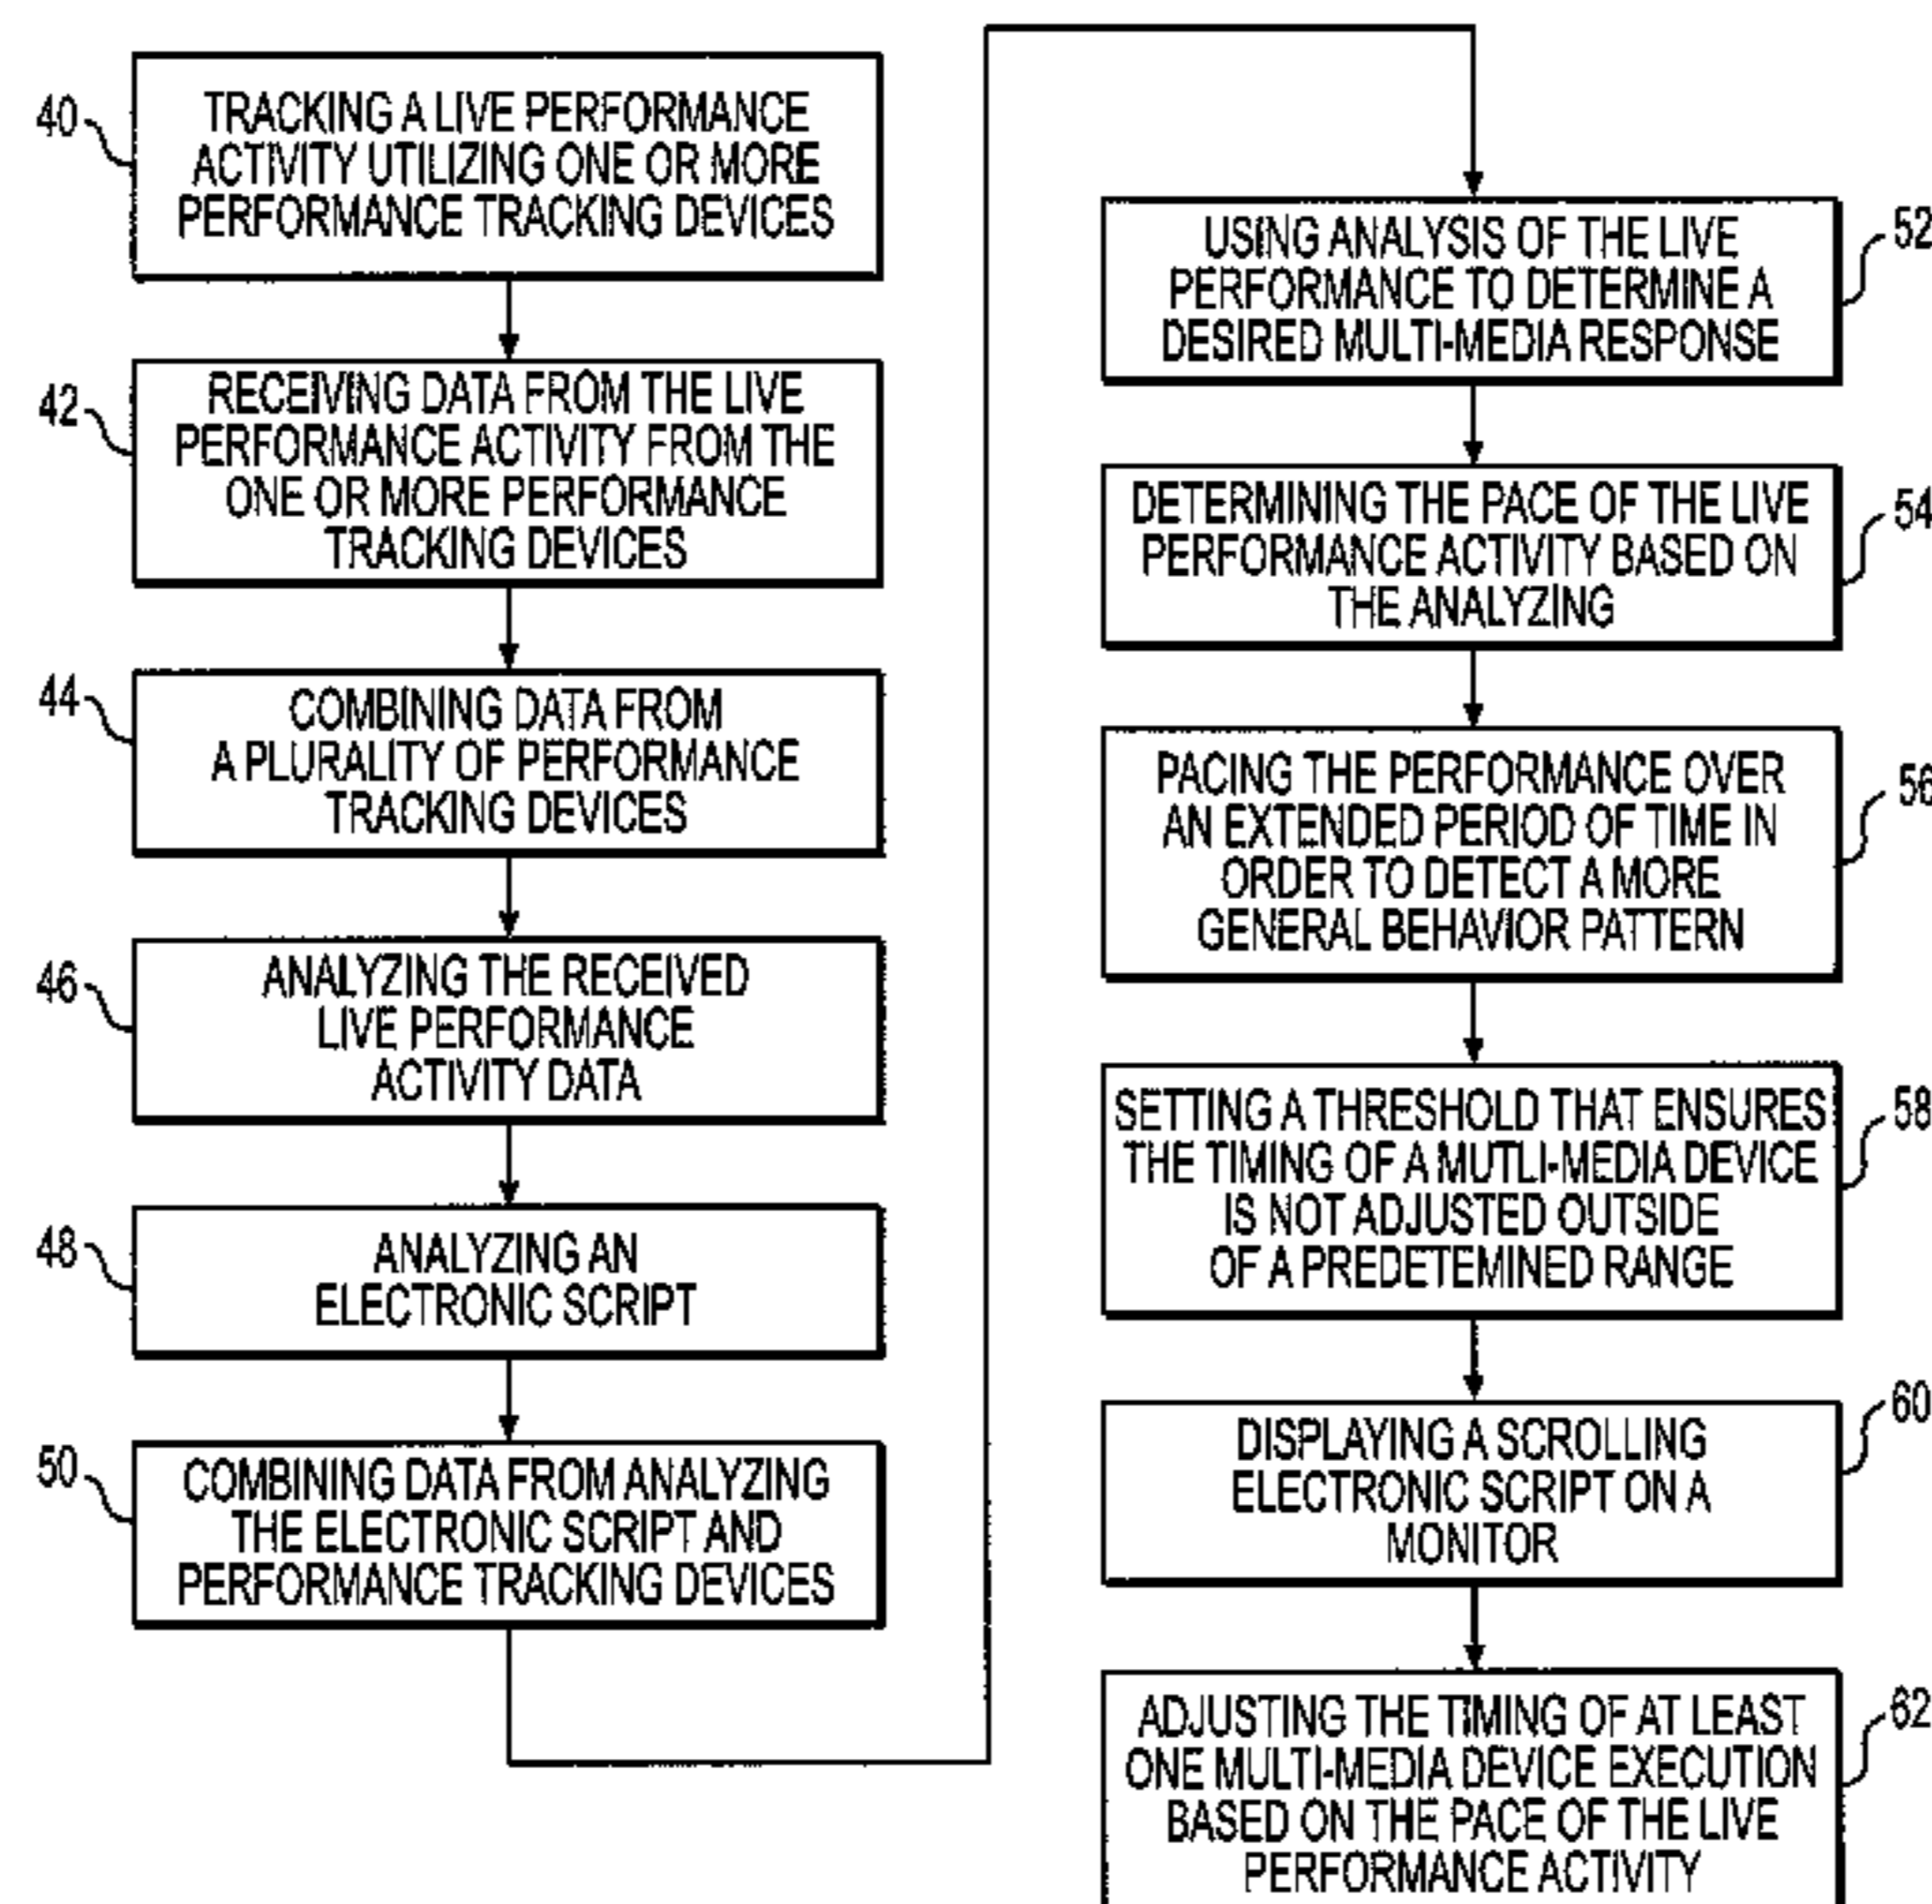 40
TRACKING A LIVE PERFORMANCE
ACTIVITY UTILIZING ONE OR MORE
PERFORMANCE TRACKING DEVICES
42
RECEIVING DATA FROM THE LIVE
PERFORMANCE ACTIVITY FROM THE
ONE OR MORE PERFORMANCE
TRACKING DEVICES
44
COMBINING DATA FROM
A PLURALITY OF PERFORMANCE
TRACKING DEVICES
46
ANALYZING THE RECEIVED
LIVE PERFORMANCE
ACTIVITY DATA
48
ANALYZING AN
ELECTRONIC SCRIPT
50
COMBINING DATA FROM ANALYZING
THE ELECTRONIC SCRIPT AND
PERFORMANCE TRACKING DEVICES
52
USING ANALYSIS OF THE LIVE
PERFORMANCE TO DETERMINE A
DESIRED MULTI-MEDIA RESPONSE
54
DETERMINING THE PACE OF THE LIVE
PERFORMANCE ACTIVITY BASED ON
THE ANALYZING
56
PACING THE PERFORMANCE OVER
AN EXTENDED PERIOD OF TIME IN
ORDER TO DETECT A MORE
GENERAL BEHAVIOR PATTERN
58
SETTING A THRESHOLD THAT ENSURES
THE TIMING OF A MUTLI-MEDIA DEVICE
IS NOT ADJUSTED OUTSIDE
OF A PREDETEMINED RANGE
60
DISPLAYING A SCROLLING
ELECTRONIC SCRIPT ON A
MONITOR
62
ADJUSTING THE TIMING OF AT LEAST
ONE MULTI-MEDIA DEVICE EXECUTION
BASED ON THE PACE OF THE LIVE
PERFORMANCE ACTIVITY